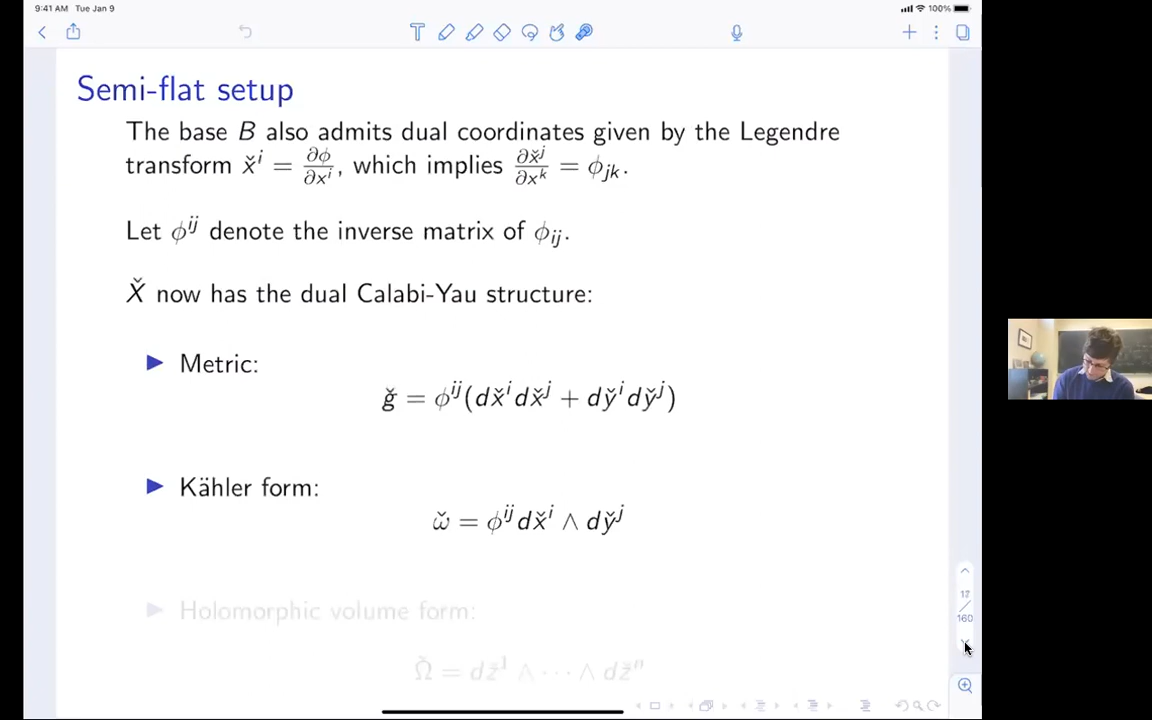 9:41 AM Tue Jan 9
100%
Semi-flat setup
The base B also admits dual coordinates given by the Legendre
transform x̌ⁱ = ∂φ/∂xⁱ, which implies ∂x̌ʲ/∂xᵏ = φⱼₖ.
Let φⁱʲ denote the inverse matrix of φᵢⱼ.
X̌ now has the dual Calabi-Yau structure:
▶ Metric:
ǧ = φⁱʲ(dx̌ⁱdx̌ʲ + dy̌ⁱdy̌ʲ)
▶ Kähler form:
ω̌ = φⁱʲdx̌ⁱ ∧ dy̌ʲ
▶ Holomorphic volume form:
Ω̌ = dž¹ ∧ ··· ∧ džⁿ
12
/
160